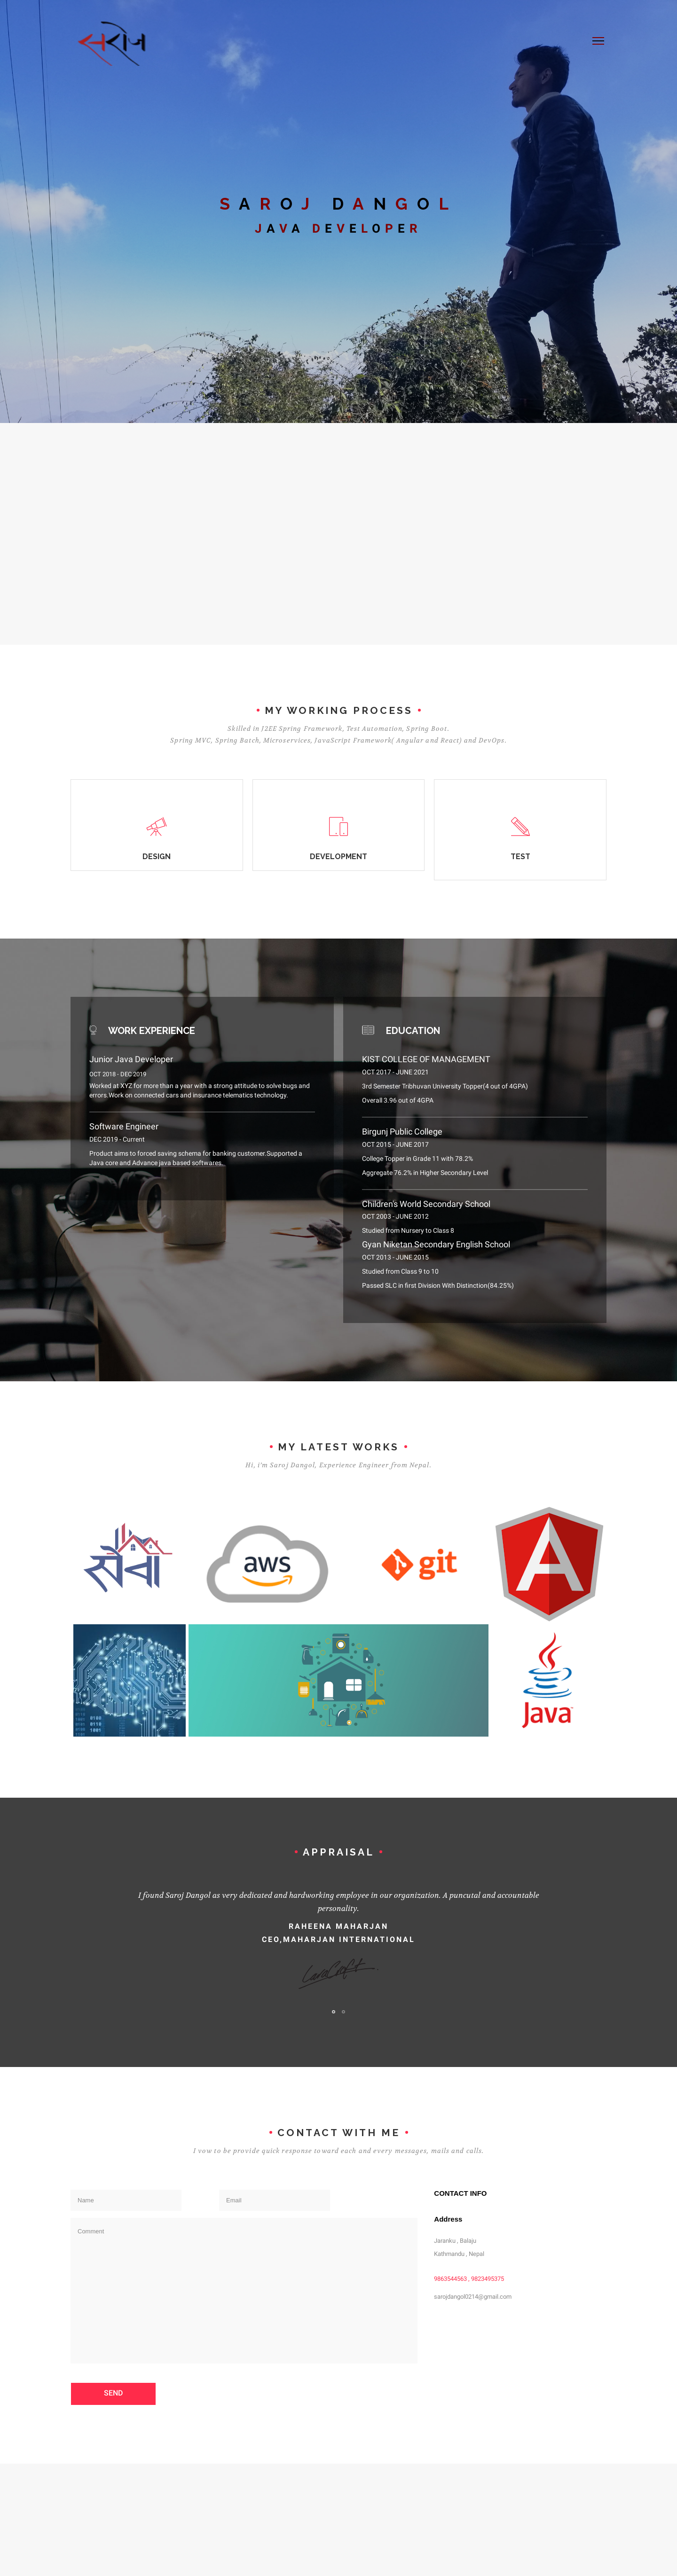 SAROJ DANGOL
JAVA DEVELOPER
• MY WORKING PROCESS •
Skilled in J2EE Spring Framework, Test Automation, Spring Boot.
Spring MVC, Spring Batch, Microservices, JavaScript Framework( Angular and React) and DevOps.
DESIGN
DEVELOPMENT
TEST
WORK EXPERIENCE
Junior Java Developer
OCT 2018 - DEC 2019
Worked at XYZ for more than a year with a strong attitude to solve bugs and
errors.Work on connected cars and insurance telematics technology.
Software Engineer
DEC 2019 - Current
Product aims to forced saving schema for banking customer.Supported a
Java core and Advance java based softwares.
EDUCATION
KIST COLLEGE OF MANAGEMENT
OCT 2017 - JUNE 2021
3rd Semester Tribhuvan University Topper(4 out of 4GPA)
Overall 3.96 out of 4GPA
Birgunj Public College
OCT 2015 - JUNE 2017
College Topper in Grade 11 with 78.2%
Aggregate 76.2% in Higher Secondary Level
Children's World Secondary School
OCT 2003 - JUNE 2012
Studied from Nursery to Class 8
Gyan Niketan Secondary English School
OCT 2013 - JUNE 2015
Studied from Class 9 to 10
Passed SLC in first Division With Distinction(84.25%)
• MY LATEST WORKS •
Hi, i'm Saroj Dangol, Experience Engineer from Nepal.
सेवा
aws
git
A
Java
• APPRAISAL •
I found Saroj Dangol as very dedicated and hardworking employee in our organization. A puncutal and accountable
personality.
RAHEENA MAHARJAN
CEO,MAHARJAN INTERNATIONAL
• CONTACT WITH ME •
I vow to be provide quick response toward each and every messages, mails and calls.
Name
Email
Comment
SEND
CONTACT INFO
Address
Jaranku , Balaju
Kathmandu , Nepal
9863544563 , 9823495375
sarojdangol0214@gmail.com